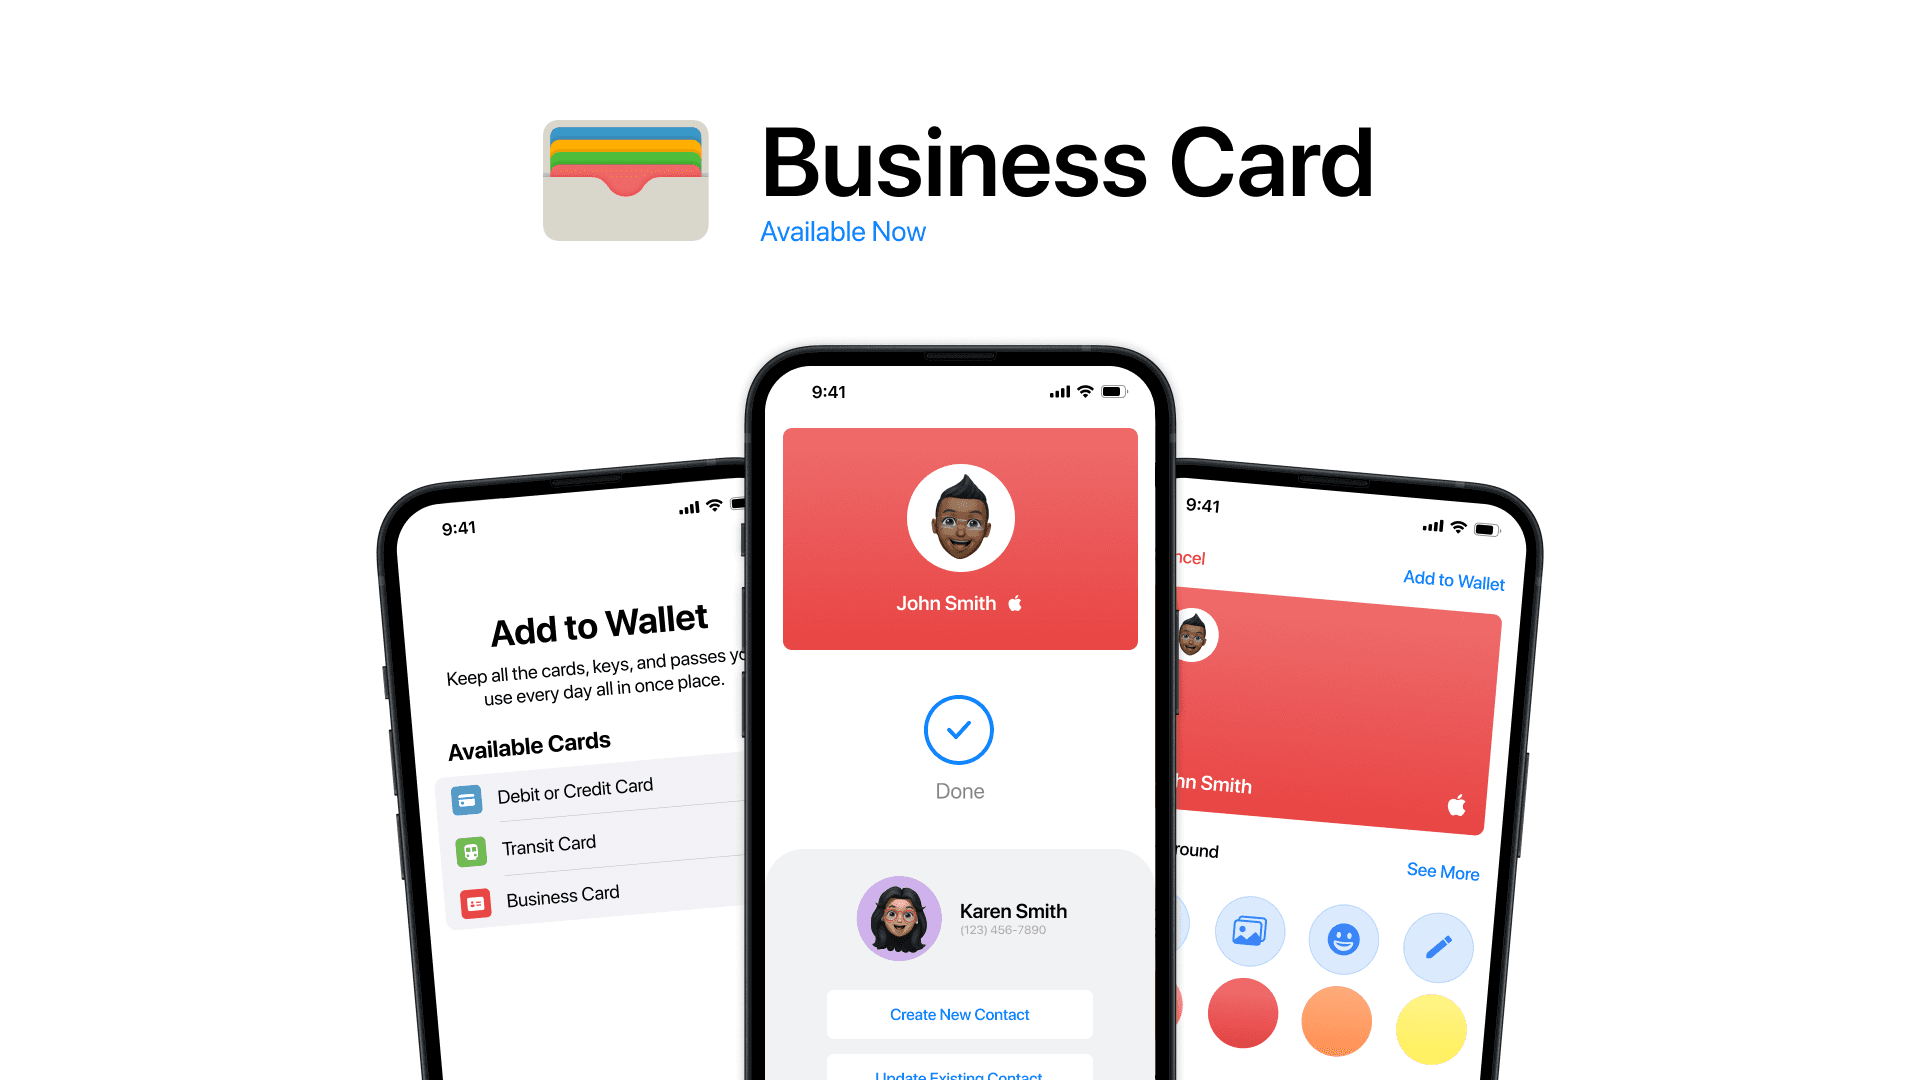 Business Card
Available Now
9:41
Add to Wallet
Keep all the cards, keys, and passes yo
use every day all in once place.
Available Cards
Debit or Credit Card
Transit Card
Business Card
9:41
John Smith
Done
Karen Smith
(123) 456-7890
Create New Contact
Update Existing Contact
9:41
ncel
Add to Wallet
hn Smith
round
See More